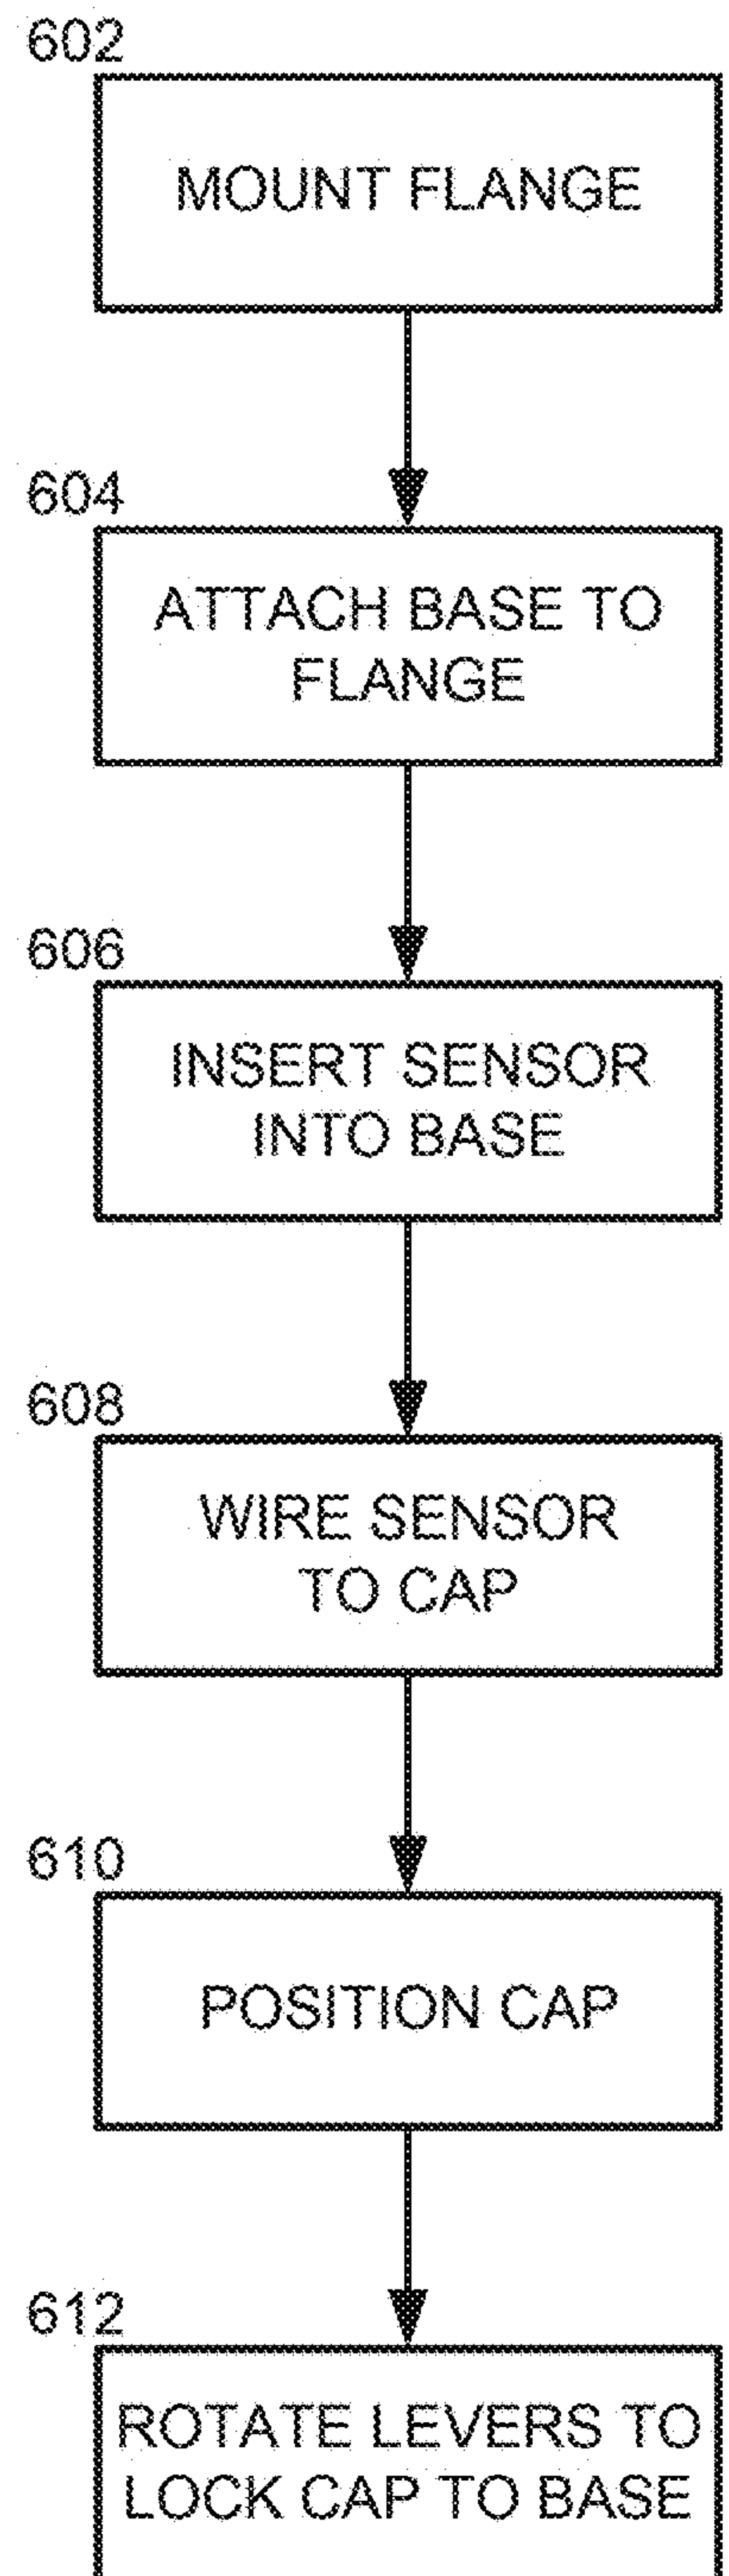 602
MOUNT FLANGE
604
ATTACH BASE TO
FLANGE
606
INSERT SENSOR
INTO BASE
608
WIRE SENSOR
TO CAP
610
POSITION CAP
612
ROTATE LEVERS TO
LOCK CAP TO BASE